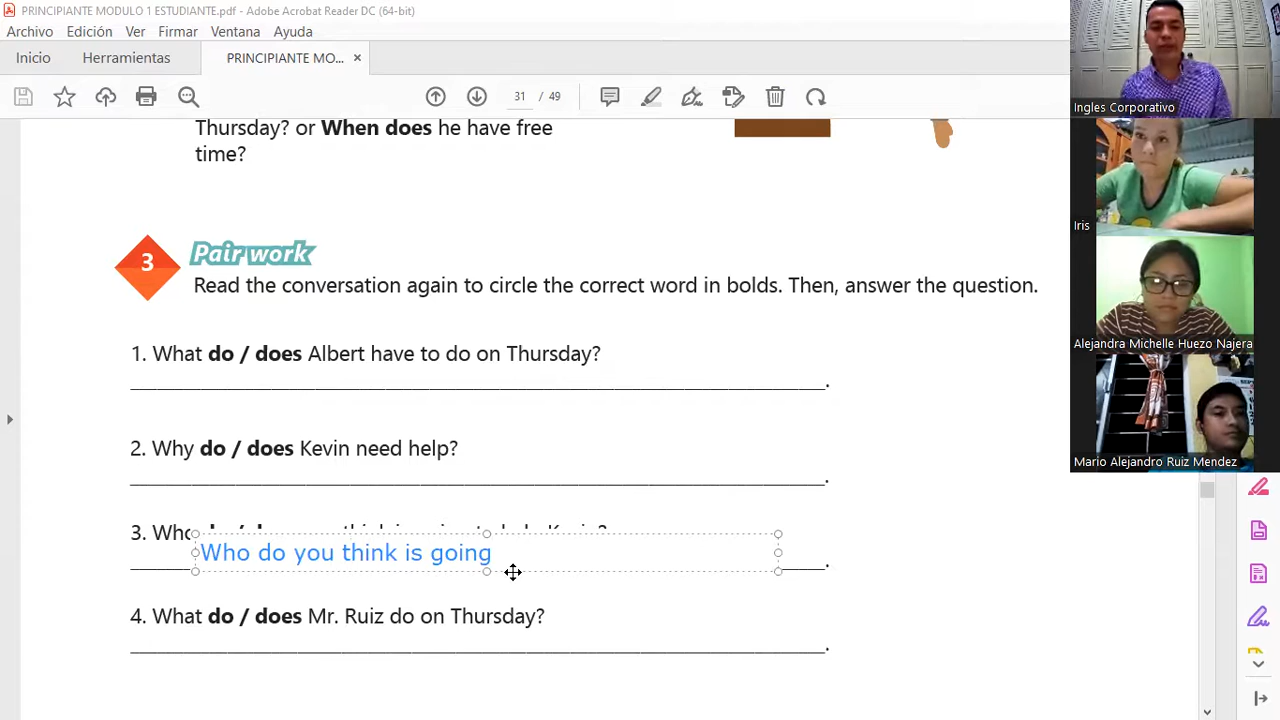 PRINCIPIANTE MODULO 1 ESTUDIANTE.pdf - Adobe Acrobat Reader DC (64-bit)
Archivo Edición Ver Firmar Ventana Ayuda
Inicio Herramientas PRINCIPIANTE MO... ×
31 / 49
Thursday? or When does he have free
time?
3
Pair work
Read the conversation again to circle the correct word in bolds. Then, answer the question.
1. What do / does Albert have to do on Thursday?
2. Why do / does Kevin need help?
3. Who
Who do you think is going
4. What do / does Mr. Ruiz do on Thursday?
Ingles Corporativo
Iris
Alejandra Michelle Huezo Najera
Mario Alejandro Ruiz Mendez